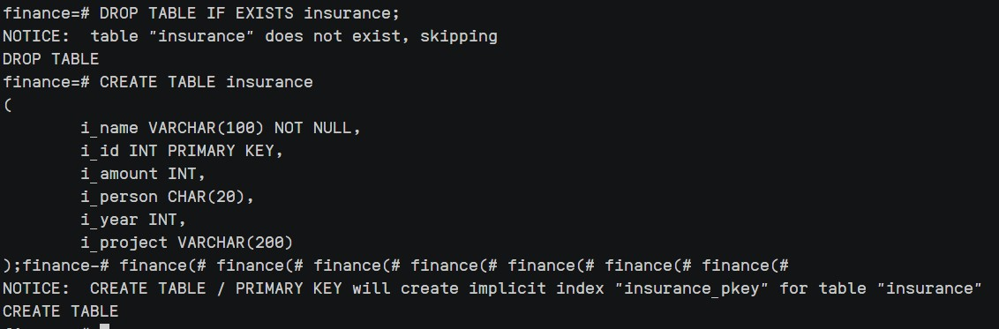 finance=# DROP TABLE IF EXISTS insurance;
NOTICE:  table "insurance" does not exist, skipping
DROP TABLE
finance=# CREATE TABLE insurance
(
        i_name VARCHAR(100) NOT NULL,
        i_id INT PRIMARY KEY,
        i_amount INT,
        i_person CHAR(20),
        i_year INT,
        i_project VARCHAR(200)
);finance-# finance(# finance(# finance(# finance(# finance(# finance(# finance(#
NOTICE:  CREATE TABLE / PRIMARY KEY will create implicit index "insurance_pkey" for table "insurance"
CREATE TABLE